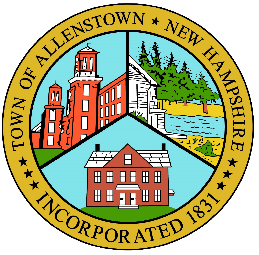 TOWN OF ALLENSTOWN ★ NEW HAMPSHIRE
INCORPORATED 1831